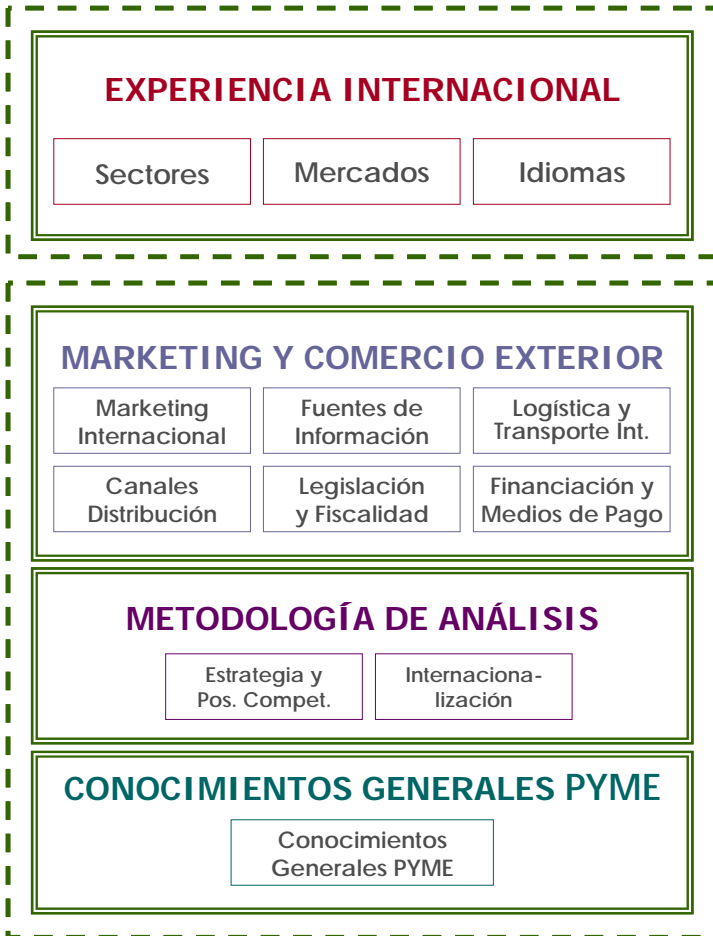 EXPERIENCIA INTERNACIONAL
Sectores
Mercados
Idiomas
MARKETING Y COMERCIO EXTERIOR
Marketing
Internacional
Fuentes de
Información
Logística y
Transporte Int.
Canales
Distribución
Legislación
y Fiscalidad
Financiación y
Medios de Pago
METODOLOGÍA DE ANÁLISIS
Estrategia y
Pos. Compet.
Internaciona-
lización
CONOCIMIENTOS GENERALES PYME
Conocimientos
Generales PYME